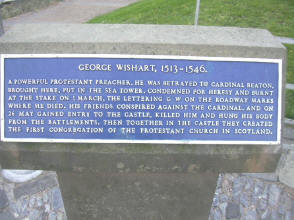 GEORGE WISHART, 1513-1546.
A POWERFUL PROTESTANT PREACHER, HE WAS BETRAYED TO CARDINAL BEATON,
BROUGHT HERE, PUT IN THE SEA TOWER, CONDEMNED FOR HERESY AND BURNT
AT THE STAKE ON 1 MARCH, THE LETTERING G W ON THE ROADWAY MARKS
WHERE HE DIED. HIS FRIENDS CONSPIRED AGAINST THE CARDINAL, AND ON
26 MAY GAINED ENTRY TO THE CASTLE, KILLED HIM AND HUNG HIS BODY
FROM THE BATTLEMENTS. THEN TOGETHER IN THE CASTLE THEY CREATED
THE FIRST CONGREGATION OF THE PROTESTANT CHURCH IN SCOTLAND.